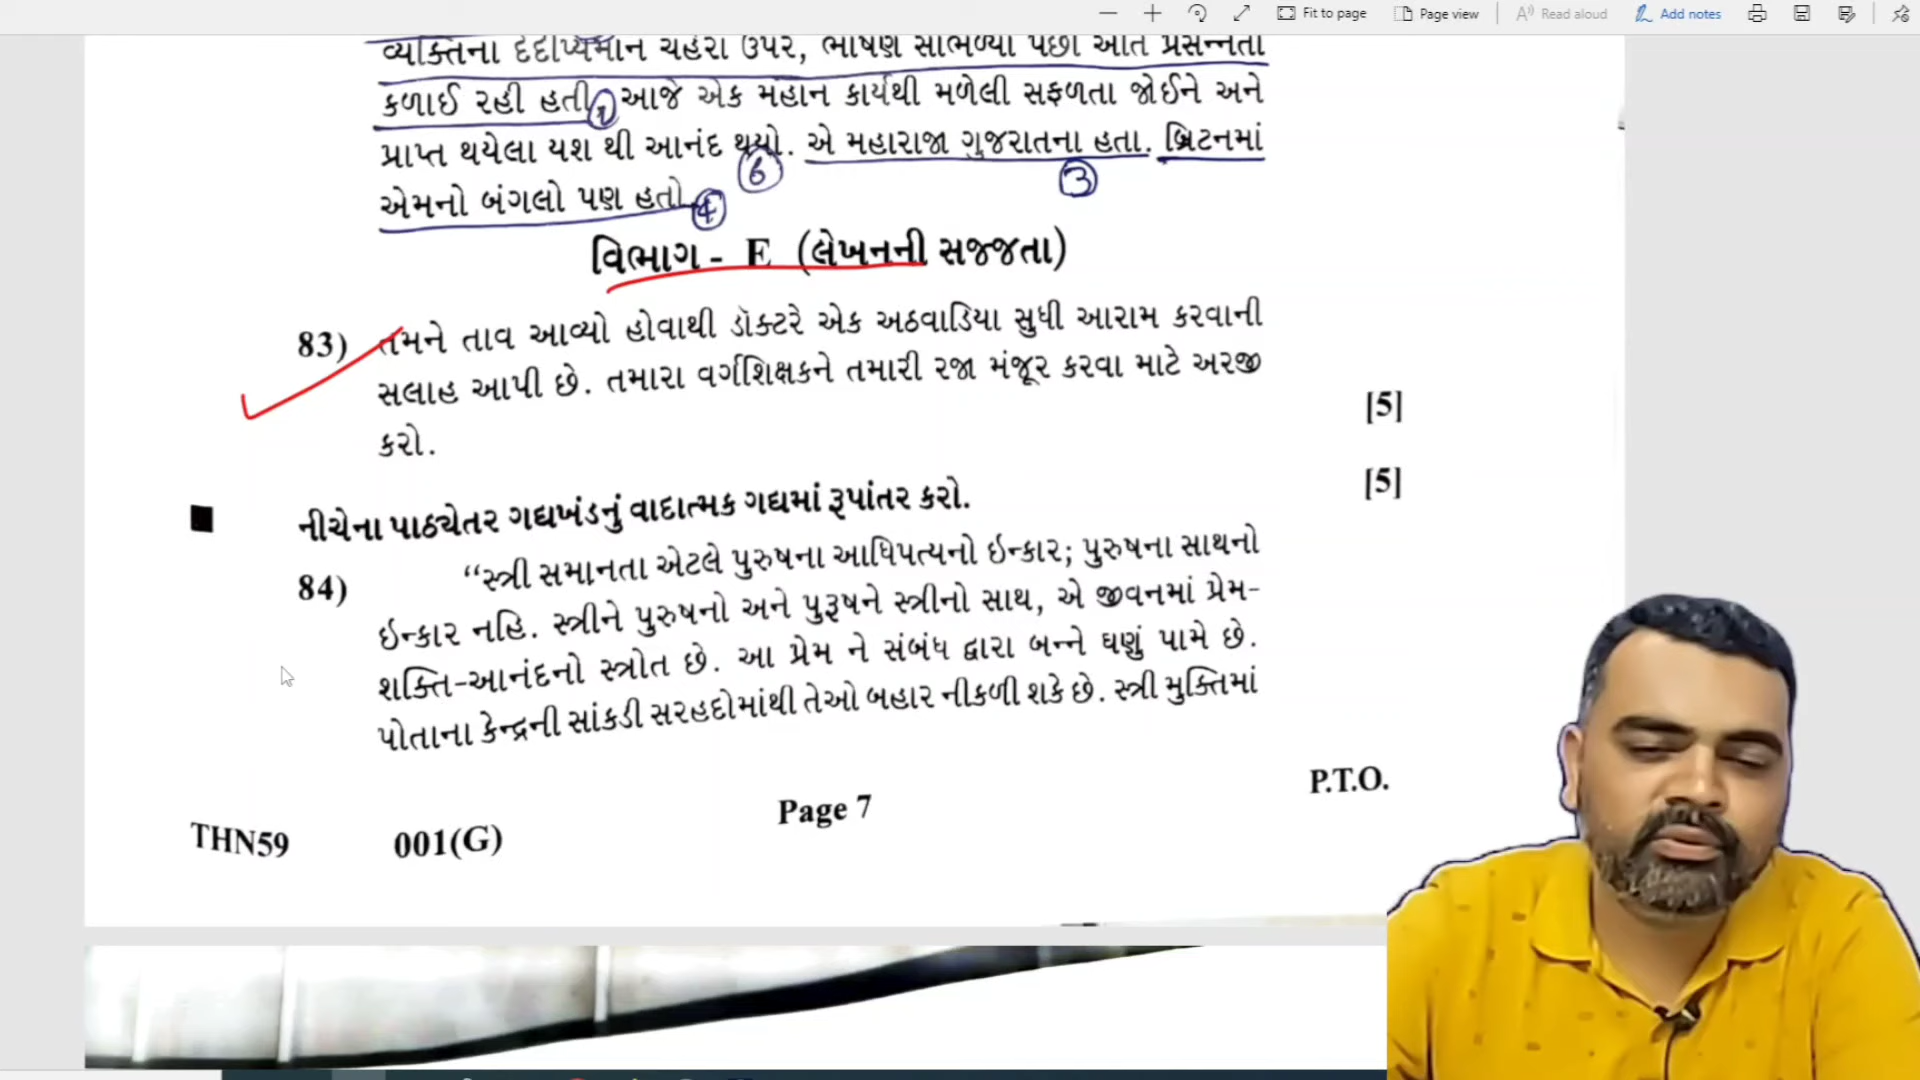 Fit to page
Page view
Read aloud
Add notes
વ્યક્તિના દેદીપ્યમાન ચહેરા ઉપર, ભાષણ સાંભળ્યા પછી અતિ પ્રસન્નતા
કળાઈ રહી હતી. આજે એક મહાન કાર્યથી મળેલી સફળતા જોઈને અને
પ્રાપ્ત થયેલા યશ થી આનંદ થયો. એ મહારાજા ગુજરાતના હતા. બ્રિટનમાં
6
3
એમનો બંગલો પણ હતો.
4
વિભાગ - E (લેખનની સજ્જતા)
83) તમને તાવ આવ્યો હોવાથી ડૉક્ટરે એક અઠવાડિયા સુધી આરામ કરવાની
સલાહ આપી છે. તમારા વર્ગશિક્ષકને તમારી રજા મંજૂર કરવા માટે અરજી
કરો. [5]
નીચેના પાઠ્યેતર ગદ્યખંડનું વાદાત્મક ગદ્યમાં રૂપાંતર કરો. [5]
84) “સ્ત્રી સમાનતા એટલે પુરુષના આધિપત્યનો ઇન્કાર; પુરુષના સાથનો
ઇન્કાર નહિ. સ્ત્રીને પુરુષનો અને પુરૂષને સ્ત્રીનો સાથ, એ જીવનમાં પ્રેમ-
શક્તિ-આનંદનો સ્ત્રોત છે. આ પ્રેમ ને સંબંધ દ્વારા બન્ને ઘણું પામે છે.
પોતાના કેન્દ્રની સાંકડી સરહદોમાંથી તેઓ બહાર નીકળી શકે છે. સ્ત્રી મુક્તિમાં
P.T.O.
THN59 001(G) Page 7